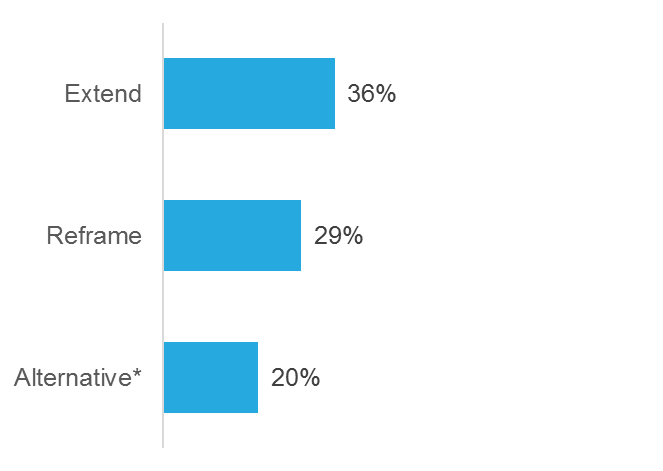 Extend 36%
Reframe 29%
Alternative* 20%